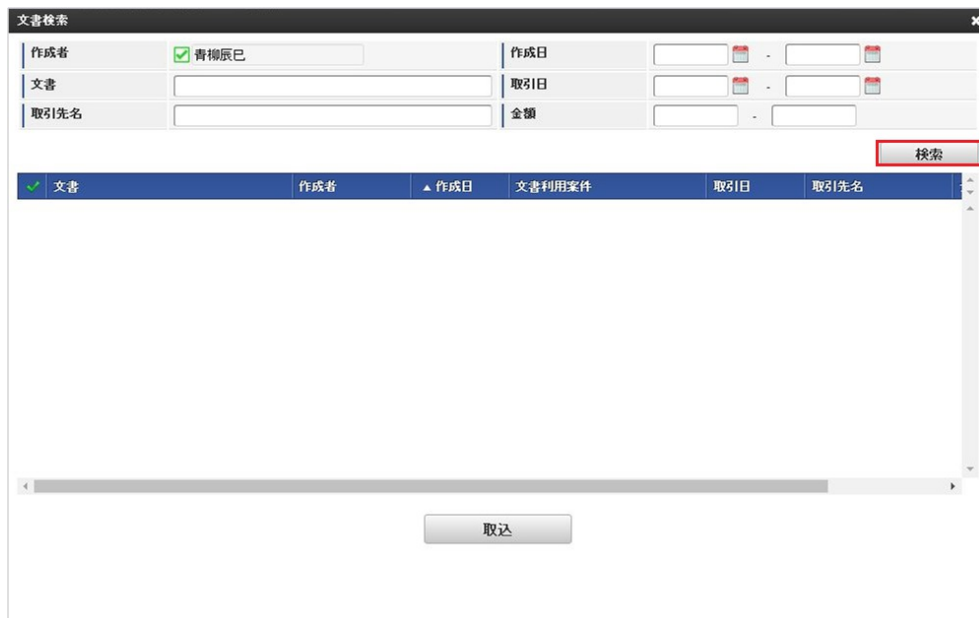 文書検索
作成者 青柳辰巳 作成日 -
文書 取引日 -
取引先名 金額 -
検索
文書 作成者 ▲ 作成日 文書利用案件 取引日 取引先名
取込